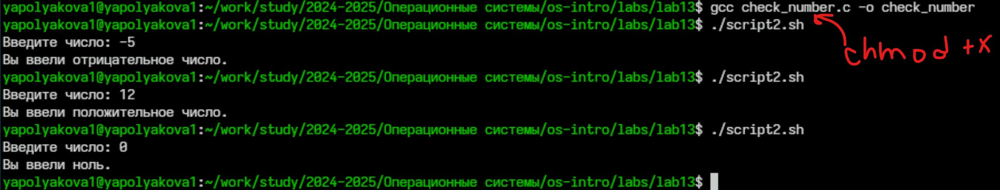 yapolyakova1@yapolyakova1:~/work/study/2024-2025/Операционные системы/os-intro/labs/lab13$ gcc check_number.c -o check_number
yapolyakova1@yapolyakova1:~/work/study/2024-2025/Операционные системы/os-intro/labs/lab13$ ./script2.sh
Введите число: -5
chmod +x
Вы ввели отрицательное число.
yapolyakova1@yapolyakova1:~/work/study/2024-2025/Операционные системы/os-intro/labs/lab13$ ./script2.sh
Введите число: 12
Вы ввели положительное число.
yapolyakova1@yapolyakova1:~/work/study/2024-2025/Операционные системы/os-intro/labs/lab13$ ./script2.sh
Введите число: 0
Вы ввели ноль.
yapolyakova1@yapolyakova1:~/work/study/2024-2025/Операционные системы/os-intro/labs/lab13$